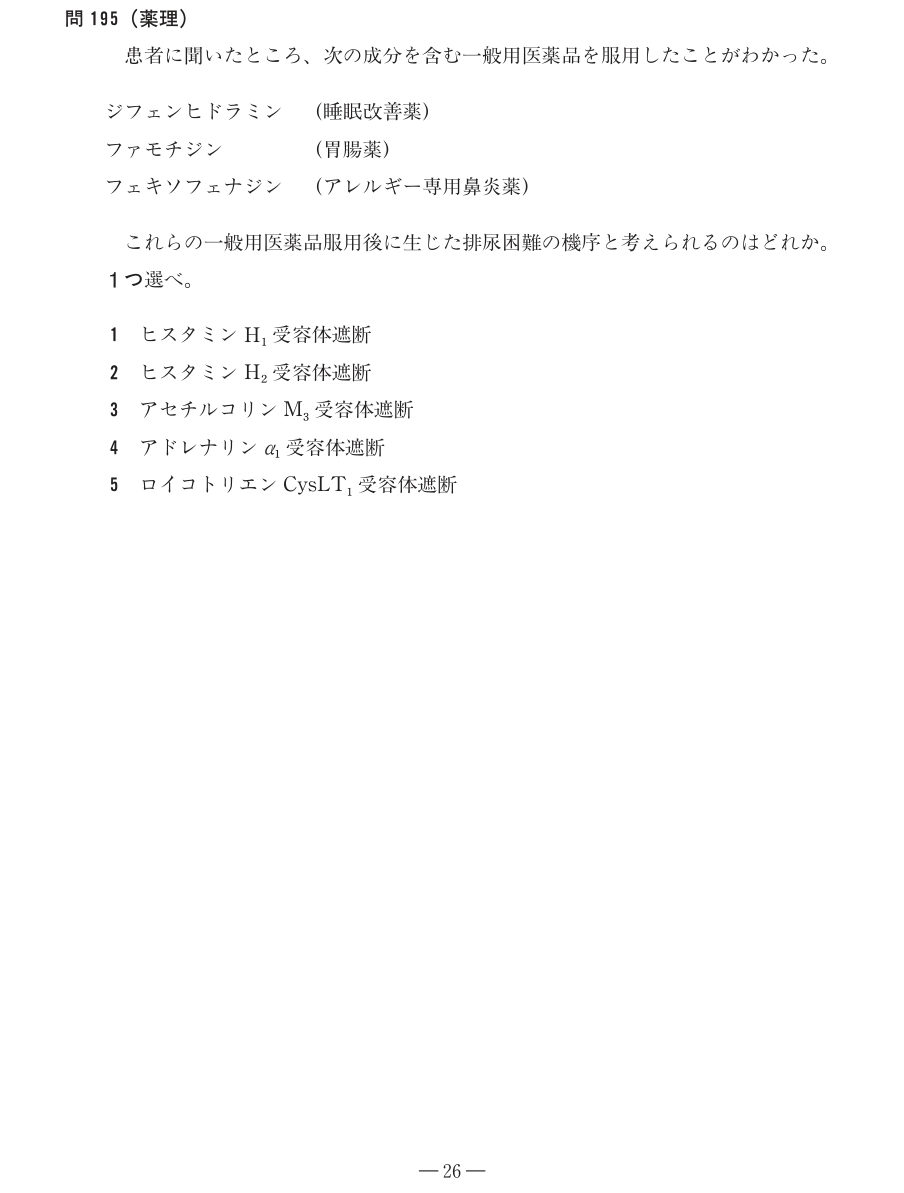 問 195（薬理）
患者に聞いたところ、次の成分を含む一般用医薬品を服用したことがわかった。
ジフェンヒドラミン （睡眠改善薬）
ファモチジン （胃腸薬）
フェキソフェナジン （アレルギー専用鼻炎薬）
これらの一般用医薬品服用後に生じた排尿困難の機序と考えられるのはどれか。
1つ選べ。
1 ヒスタミン H₁ 受容体遮断
2 ヒスタミン H₂ 受容体遮断
3 アセチルコリン M₃ 受容体遮断
4 アドレナリン α₁ 受容体遮断
5 ロイコトリエン CysLT₁ 受容体遮断
— 26 —